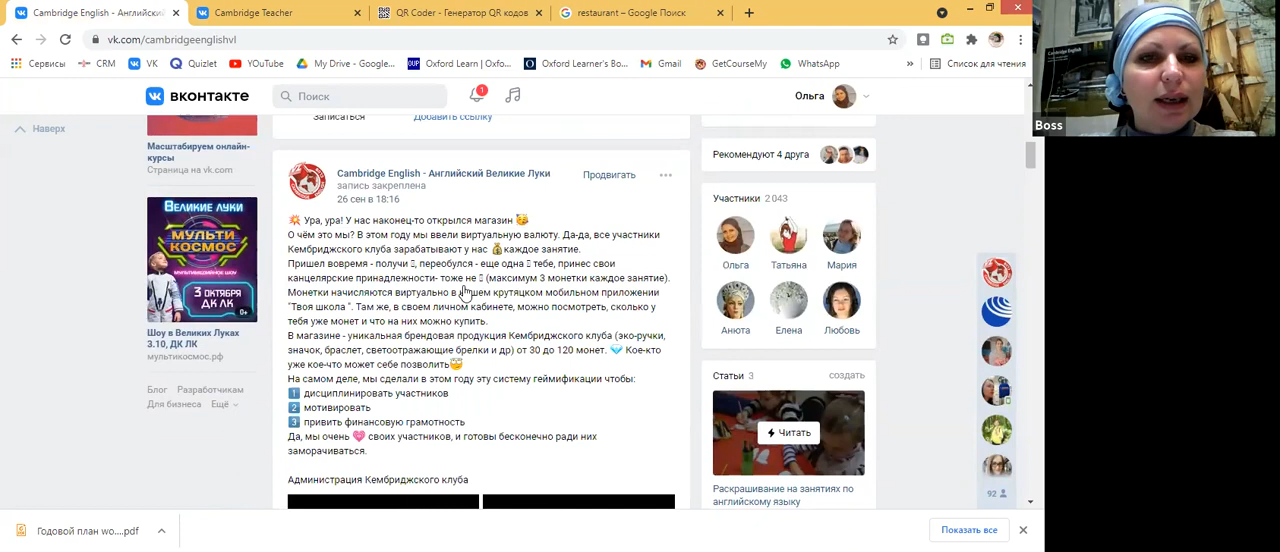 Cambridge English - Английский
Cambridge Teacher
QR Coder - Генератор QR кодов
restaurant – Google Поиск
vk.com/cambridgeenglishvl
Сервисы
CRM
VK
Quizlet
YOUTube
My Drive - Google...
Oxford Learn | Oxfo...
Oxford Learner's Bo...
Gmail
GetCourseMy
WhatsApp
»
Список для чтения
Cambridge English
Boss
вконтакте
Поиск
1
Ольга
Наверх
Масштабируем онлайн-
курсы
Страница на vk.com
ВЕЛИКИЕ ЛУКИ
МУЛЬТИ
КОСМОС
МУЛЬТИМЕДИЙНОЕ ШОУ
3 ОКТЯБРЯ
ДК ЛК
0+
Шоу в Великих Луках
3.10, ДК ЛК
мультикосмос.рф
Блог Разработчикам
Для бизнеса Ещё
Записаться
Добавить ссылку
Cambridge English - Английский Великие Луки
запись закреплена
26 сен в 18:16
Продвигать
💥 Ура, ура! У нас наконец-то открылся магазин 🥳
О чём это мы? В этом году мы ввели виртуальную валюту. Да-да, все участники
Кембриджского клуба зарабатывают у нас 💰каждое занятие.
Пришел вовремя - получи , переобулся - еще одна тебе, принес свои
канцелярские принадлежности- тоже не (максимум 3 монетки каждое занятие).
Монетки начисляются виртуально в крутяцком мобильном приложении
"Твоя школа ". Там же, в своем личном кабинете, можно посмотреть, сколько у
тебя уже монет и что на них можно купить.
В магазине - уникальная брендовая продукция Кембриджского клуба (эко-ручки,
значок, браслет, светоотражающие брелки и др) от 30 до 120 монет. 💎 Кое-кто
уже кое-что может себе позволить🤯
На самом деле, мы сделали в этом году эту систему геймификации чтобы:
1️⃣ дисциплинировать участников
2️⃣ мотивировать
3️⃣ привить финансовую грамотность
Да, мы очень 💖 своих участников, и готовы бесконечно ради них
заморачиваться.
Администрация Кембриджского клуба
Рекомендуют 4 друга
Участники 2 043
Ольга
Татьяна
Мария
Анюта
Елена
Любовь
Статьи 3
создать
Читать
Раскрашивание на занятиях по
английскому языку
92
Годовой план wo....pdf
Показать все